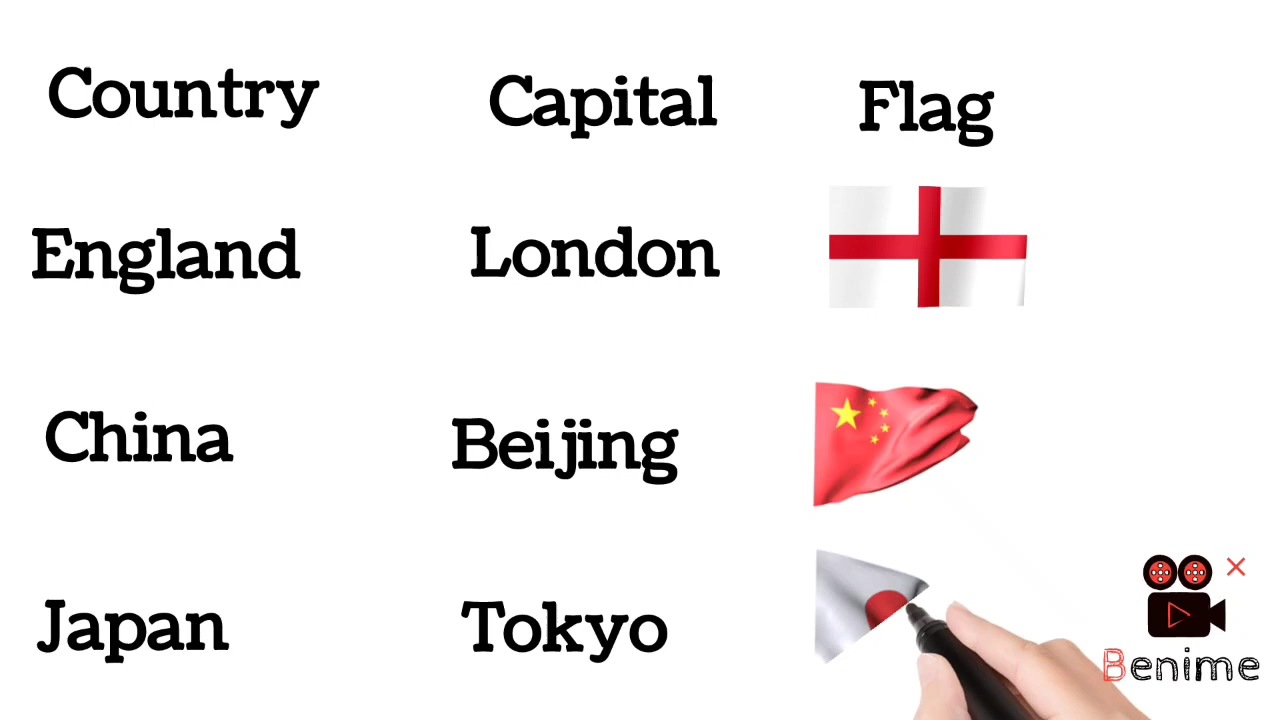 Country Capital Flag
England London
China Beijing
Japan Tokyo
Benime